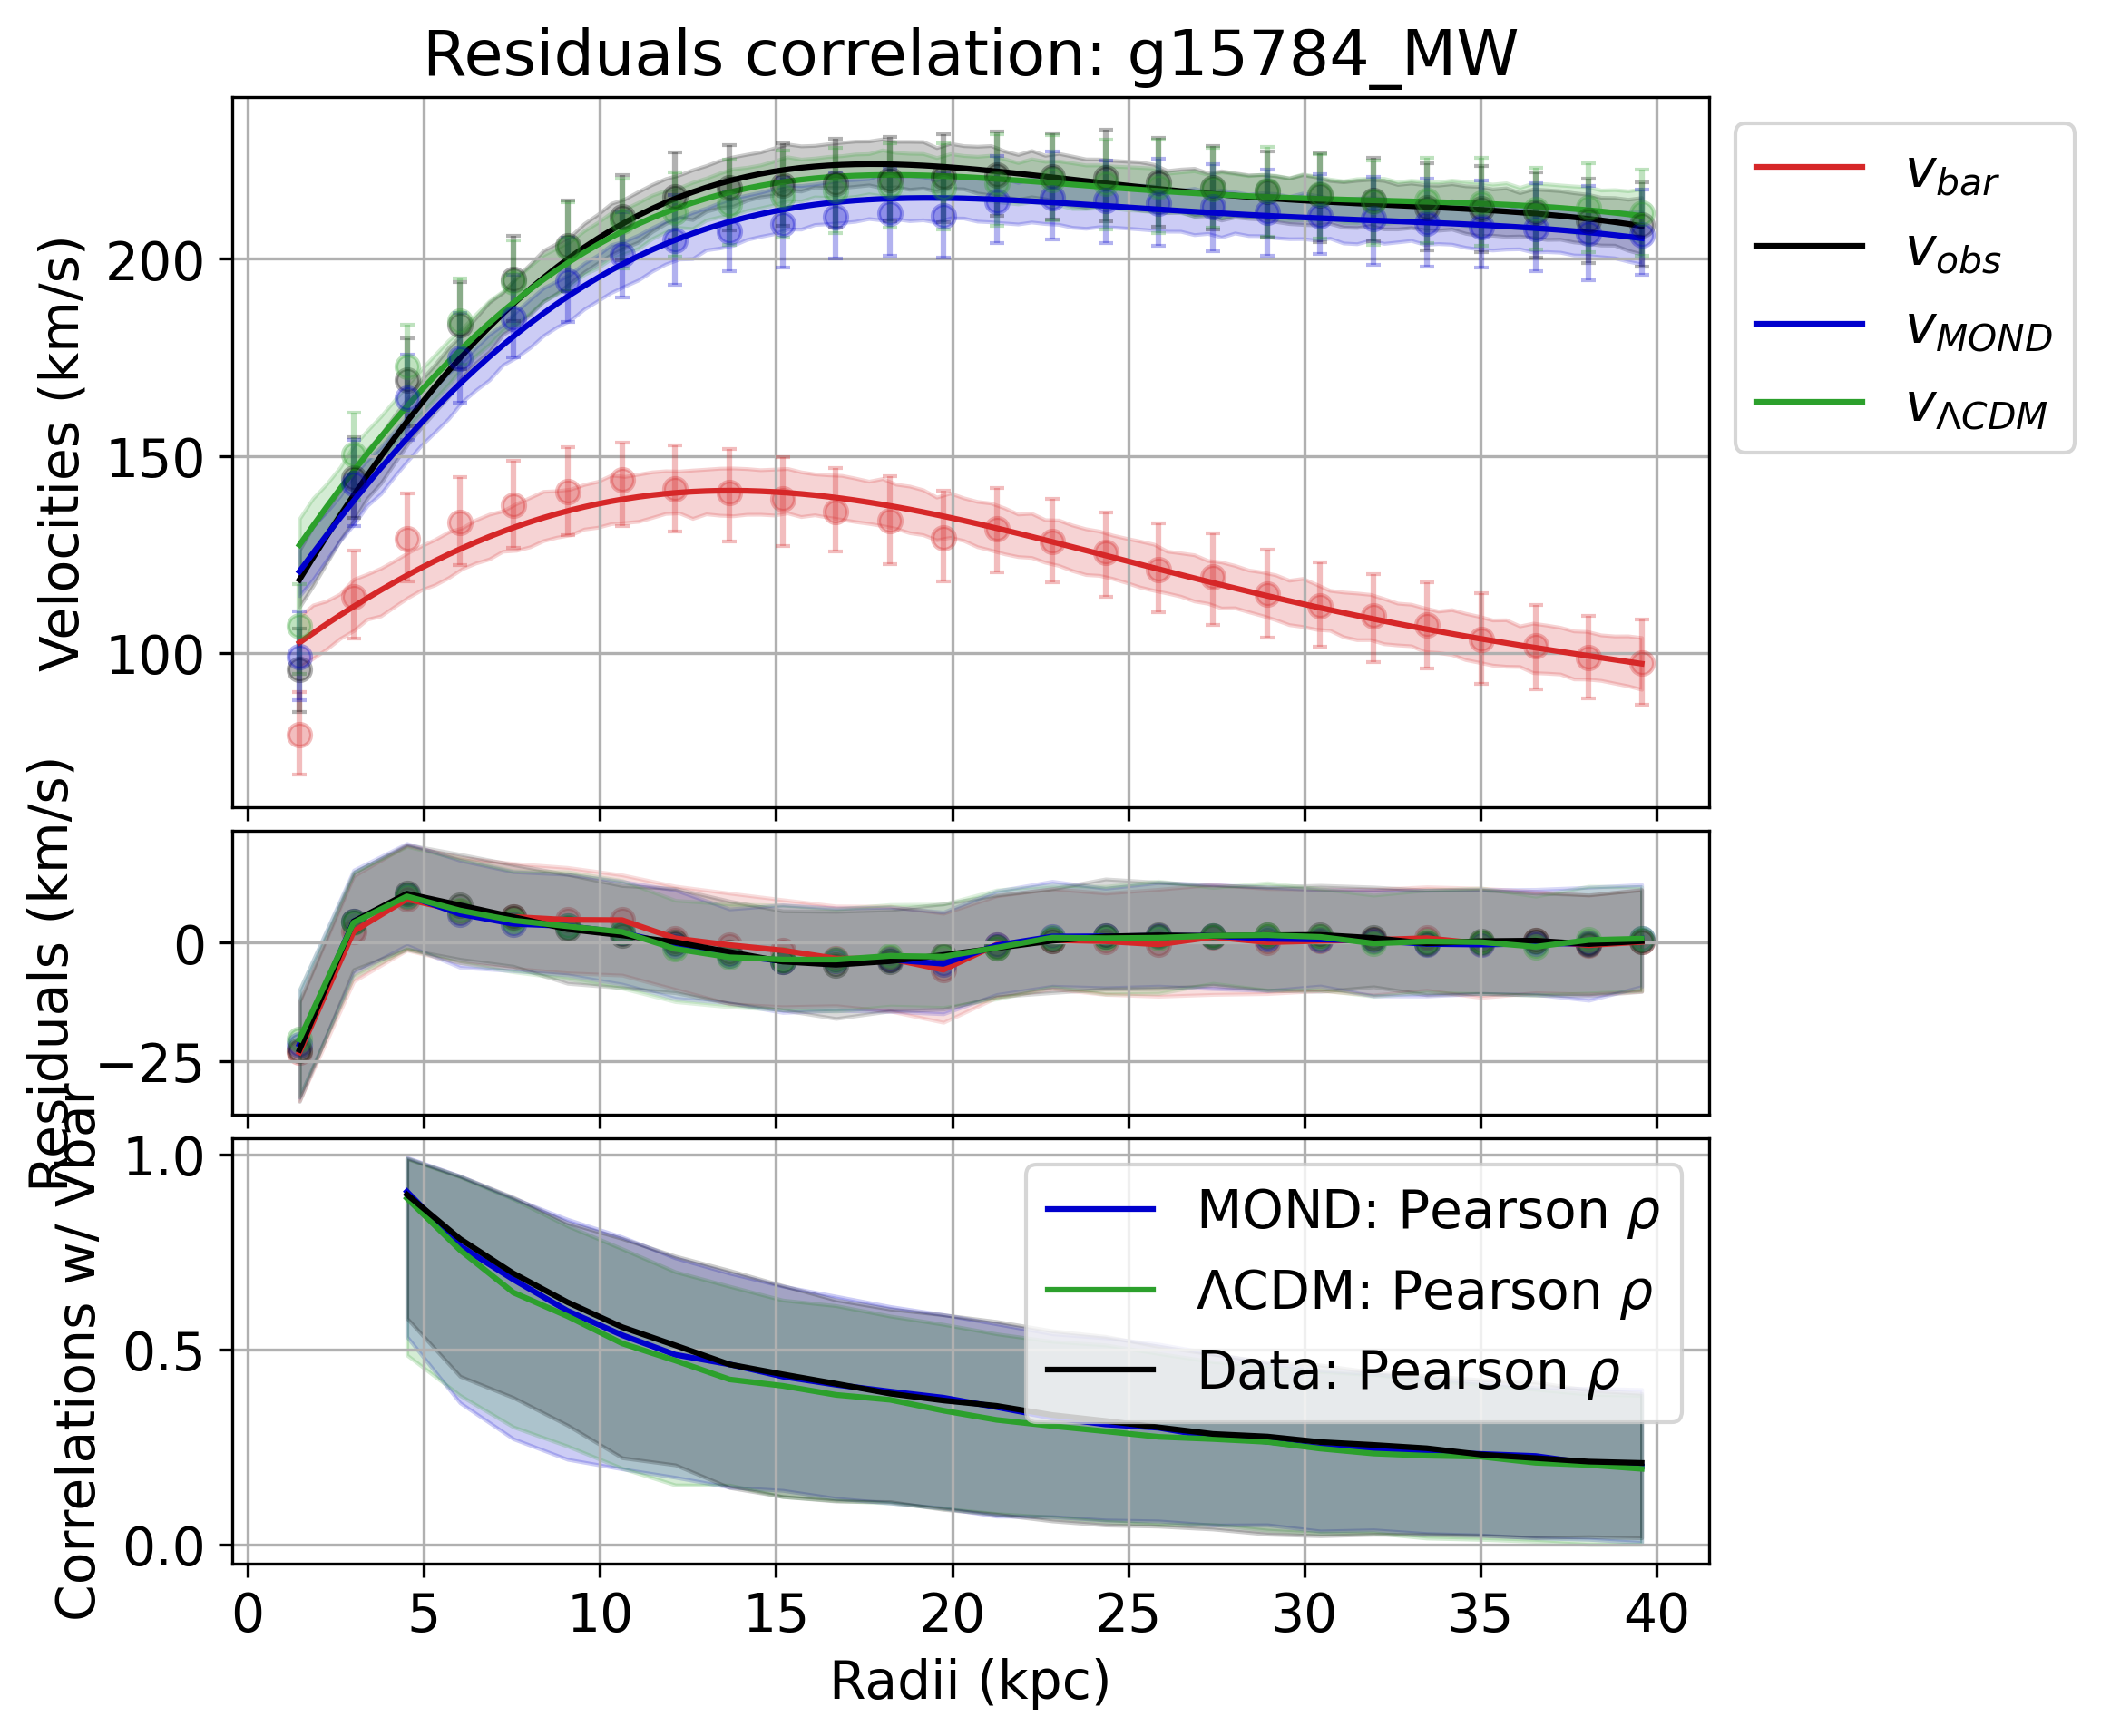 Residuals correlation: g15784_MW
Velocities (km/s)
200
150
100
v_bar
v_obs
v_MOND
v_ΛCDM
Residuals (km/s)
0
−25
Correlations w/ Vbar
1.0
0.5
0.0
MOND: Pearson ρ
ΛCDM: Pearson ρ
Data: Pearson ρ
0 5 10 15 20 25 30 35 40
Radii (kpc)